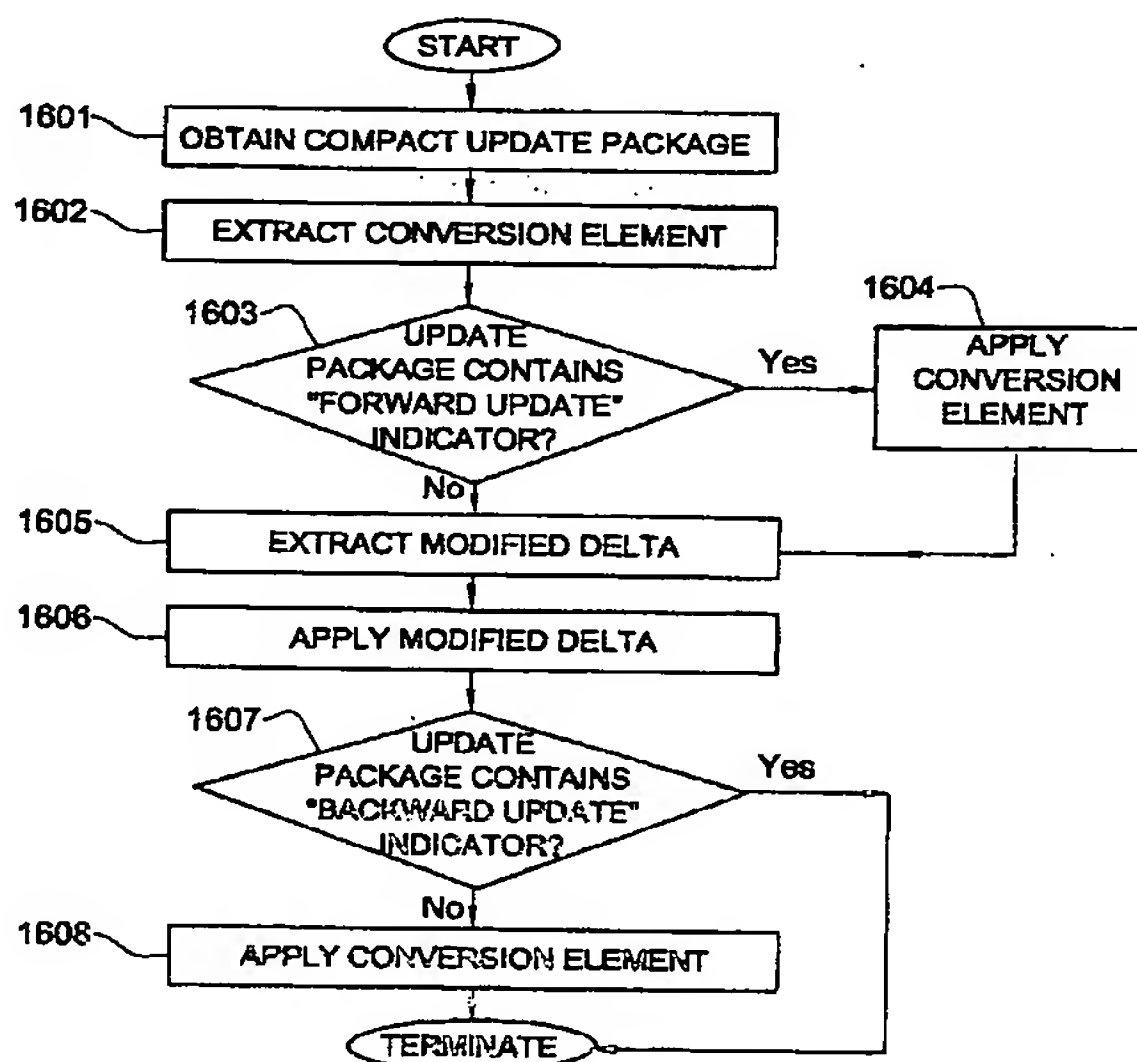 START
1601
OBTAIN COMPACT UPDATE PACKAGE
1602
EXTRACT CONVERSION ELEMENT
1603
UPDATE
PACKAGE CONTAINS
"FORWARD UPDATE"
INDICATOR?
Yes
1604
APPLY
CONVERSION
ELEMENT
No
1605
EXTRACT MODIFIED DELTA
1606
APPLY MODIFIED DELTA
1607
UPDATE
PACKAGE CONTAINS
"BACKWARD UPDATE"
INDICATOR?
Yes
No
1608
APPLY CONVERSION ELEMENT
TERMINATE